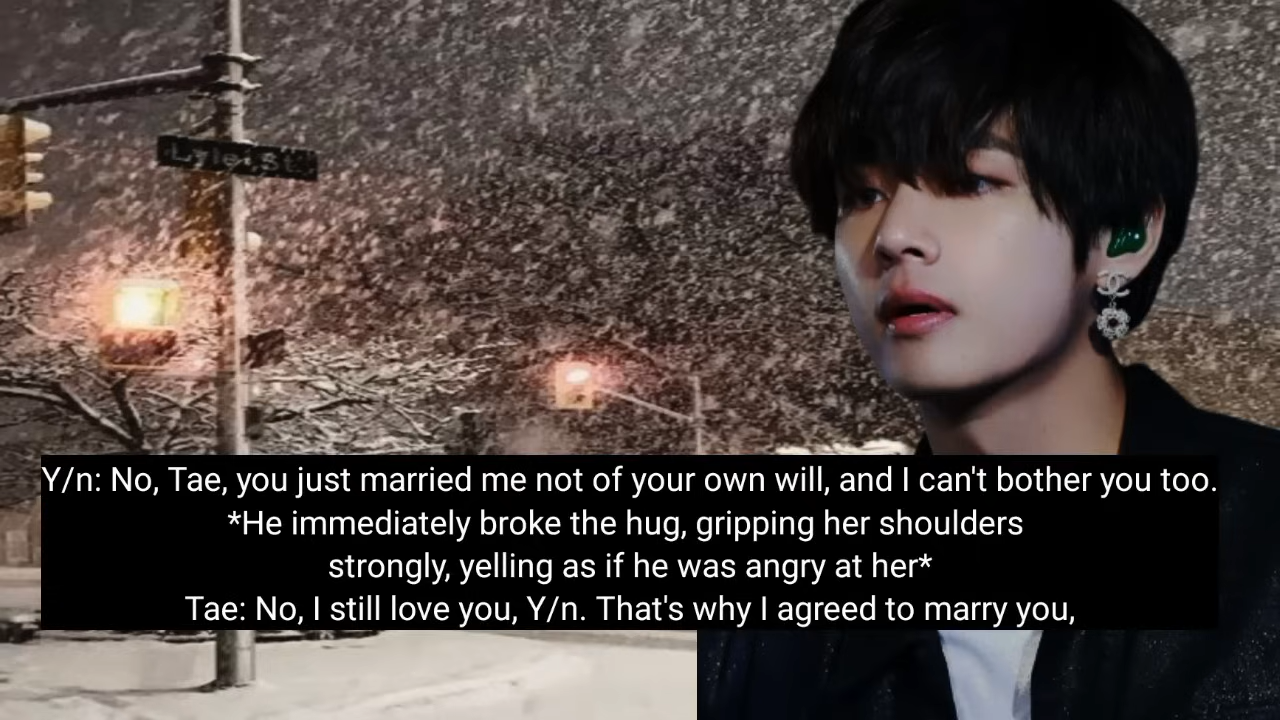 Lyle St
Y/n: No, Tae, you just married me not of your own will, and I can't bother you too.
*He immediately broke the hug, gripping her shoulders
strongly, yelling as if he was angry at her*
Tae: No, I still love you, Y/n. That's why I agreed to marry you,